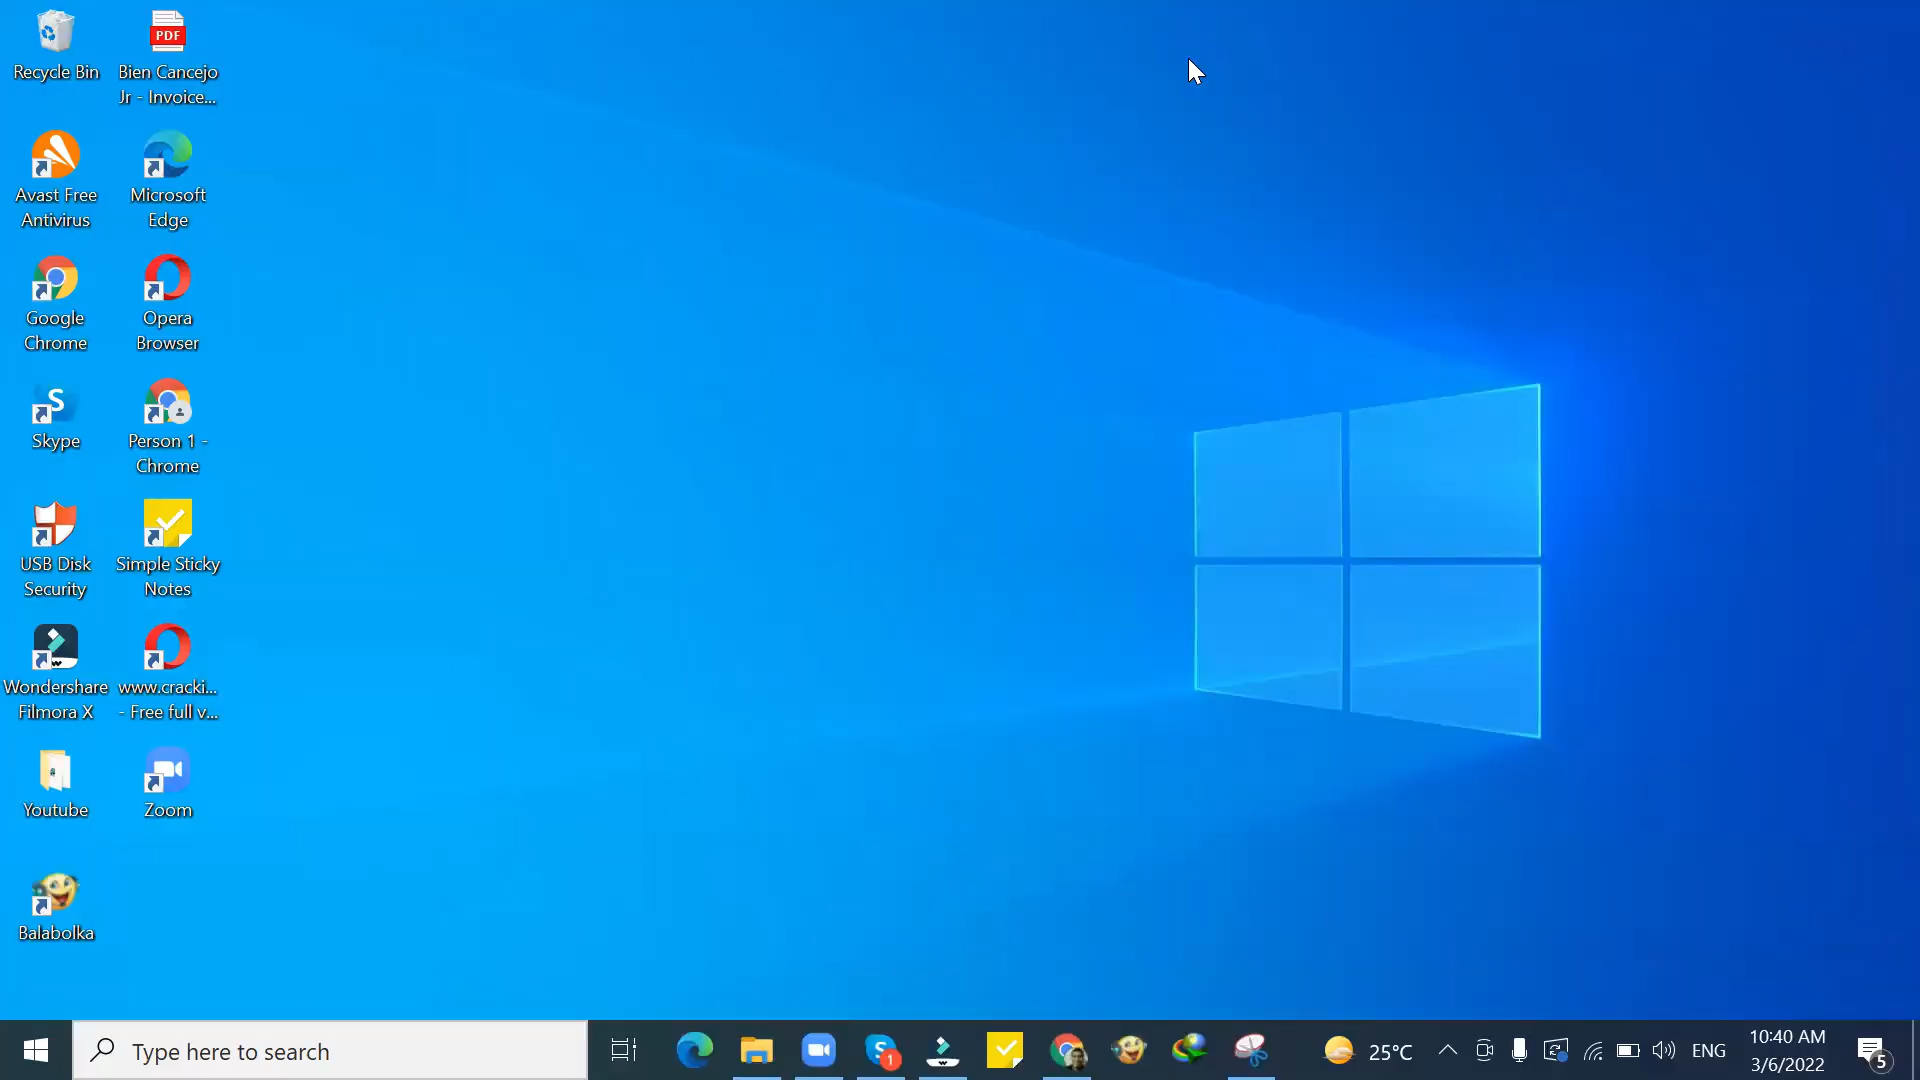 Recycle Bin
PDF
Bien Cancejo
Jr - Invoice...
Avast Free
Antivirus
Microsoft
Edge
Google
Chrome
Opera
Browser
S
Skype
Person 1 -
Chrome
USB Disk
Security
Simple Sticky
Notes
Wondershare
Filmora X
www.cracki...
- Free full v...
Youtube
Zoom
Balabolka
Type here to search
S
1
25°C
ENG
10:40 AM
3/6/2022
5